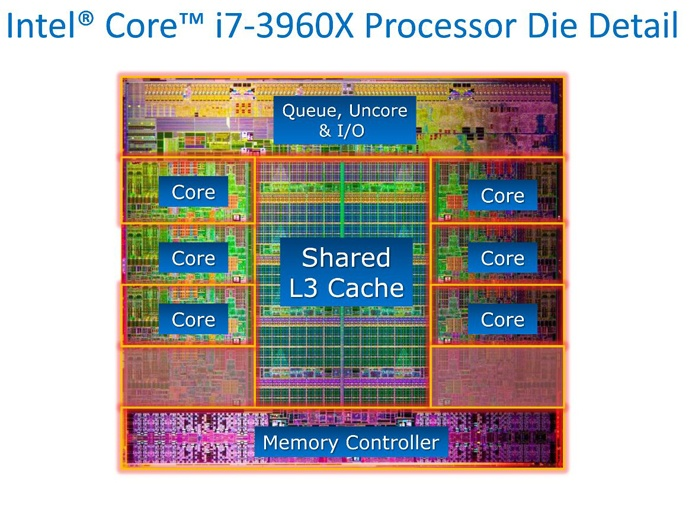 Intel® Core™ i7-3960X Processor Die Detail
Queue, Uncore
& I/O
Core
Core
Shared
L3 Cache
Core
Core
Core
Core
Memory Controller